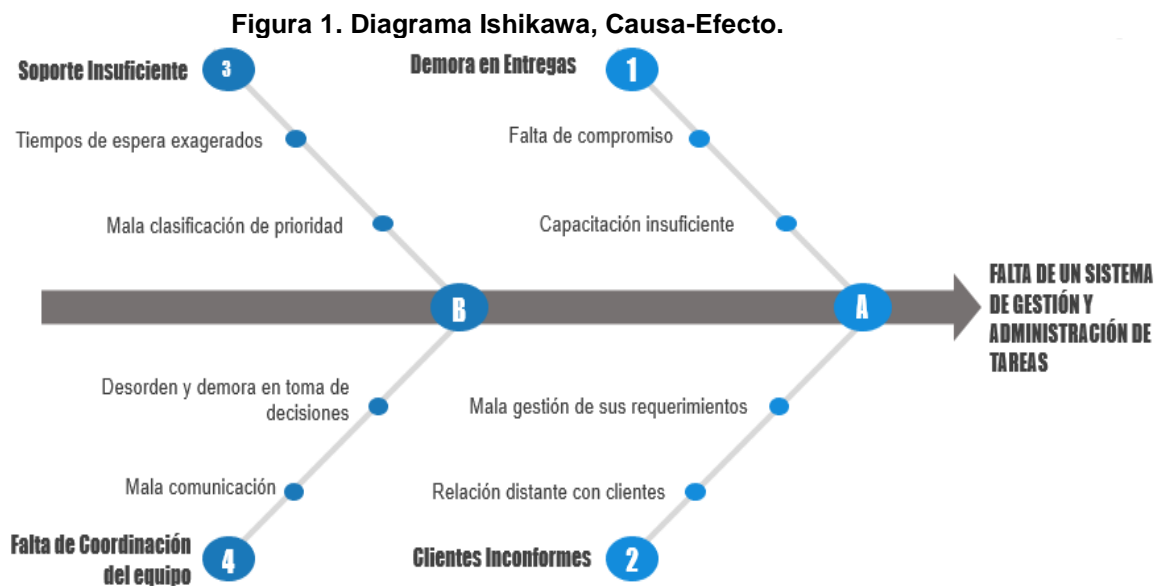 Figura 1. Diagrama Ishikawa, Causa-Efecto.
Soporte Insuficiente
3
Demora en Entregas
1
Tiempos de espera exagerados
Falta de compromiso
Mala clasificación de prioridad
Capacitación insuficiente
B
A
FALTA DE UN SISTEMA
DE GESTIÓN Y
ADMINISTRACIÓN DE
TAREAS
Desorden y demora en toma de
decisiones
Mala gestión de sus requerimientos
Mala comunicación
Relación distante con clientes
Falta de Coordinación
del equipo
4
Clientes Inconformes
2